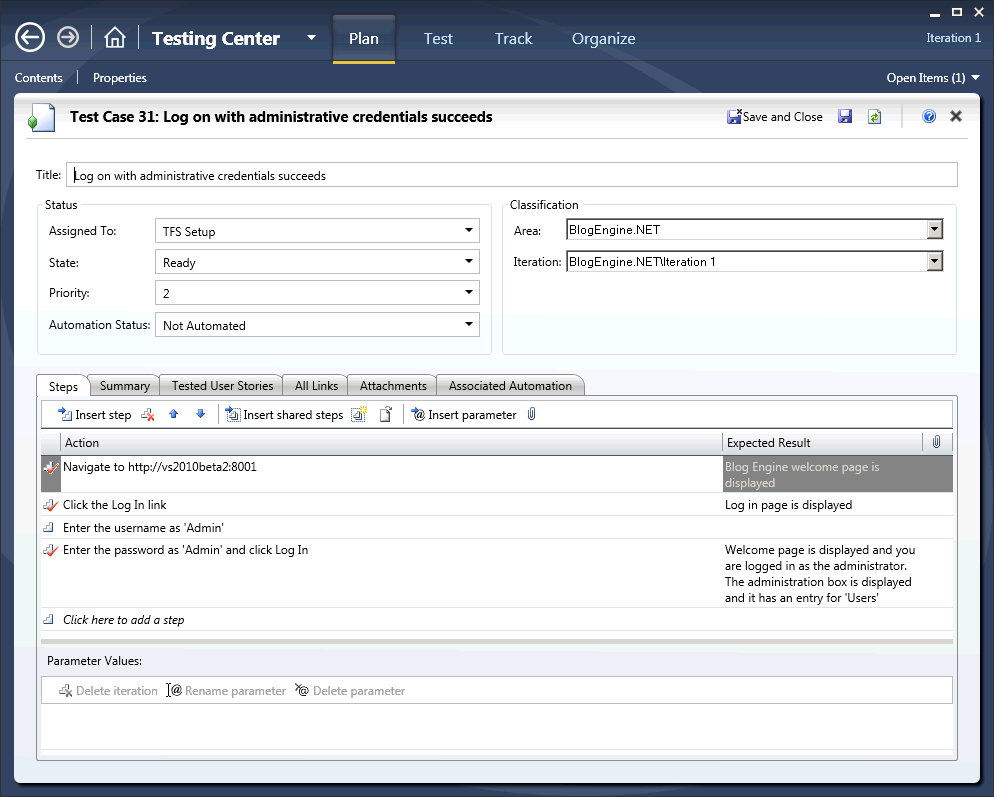 Testing Center Plan Test Track Organize Iteration 1
Contents Properties Open Items (1)
Test Case 31: Log on with administrative credentials succeeds Save and Close
Title: Log on with administrative credentials succeeds
Status
Assigned To: TFS Setup
State: Ready
Priority: 2
Automation Status: Not Automated
Classification
Area: BlogEngine.NET
Iteration: BlogEngine.NET\Iteration 1
Steps Summary Tested User Stories All Links Attachments Associated Automation
Insert step Insert shared steps Insert parameter
Action Expected Result
Navigate to http://vs2010beta2:8001 Blog Engine welcome page is
displayed
Click the Log In link Log in page is displayed
Enter the username as 'Admin'
Enter the password as 'Admin' and click Log In Welcome page is displayed and you
are logged in as the administrator.
The administration box is displayed
and it has an entry for 'Users'
Click here to add a step
Parameter Values:
Delete iteration Rename parameter Delete parameter